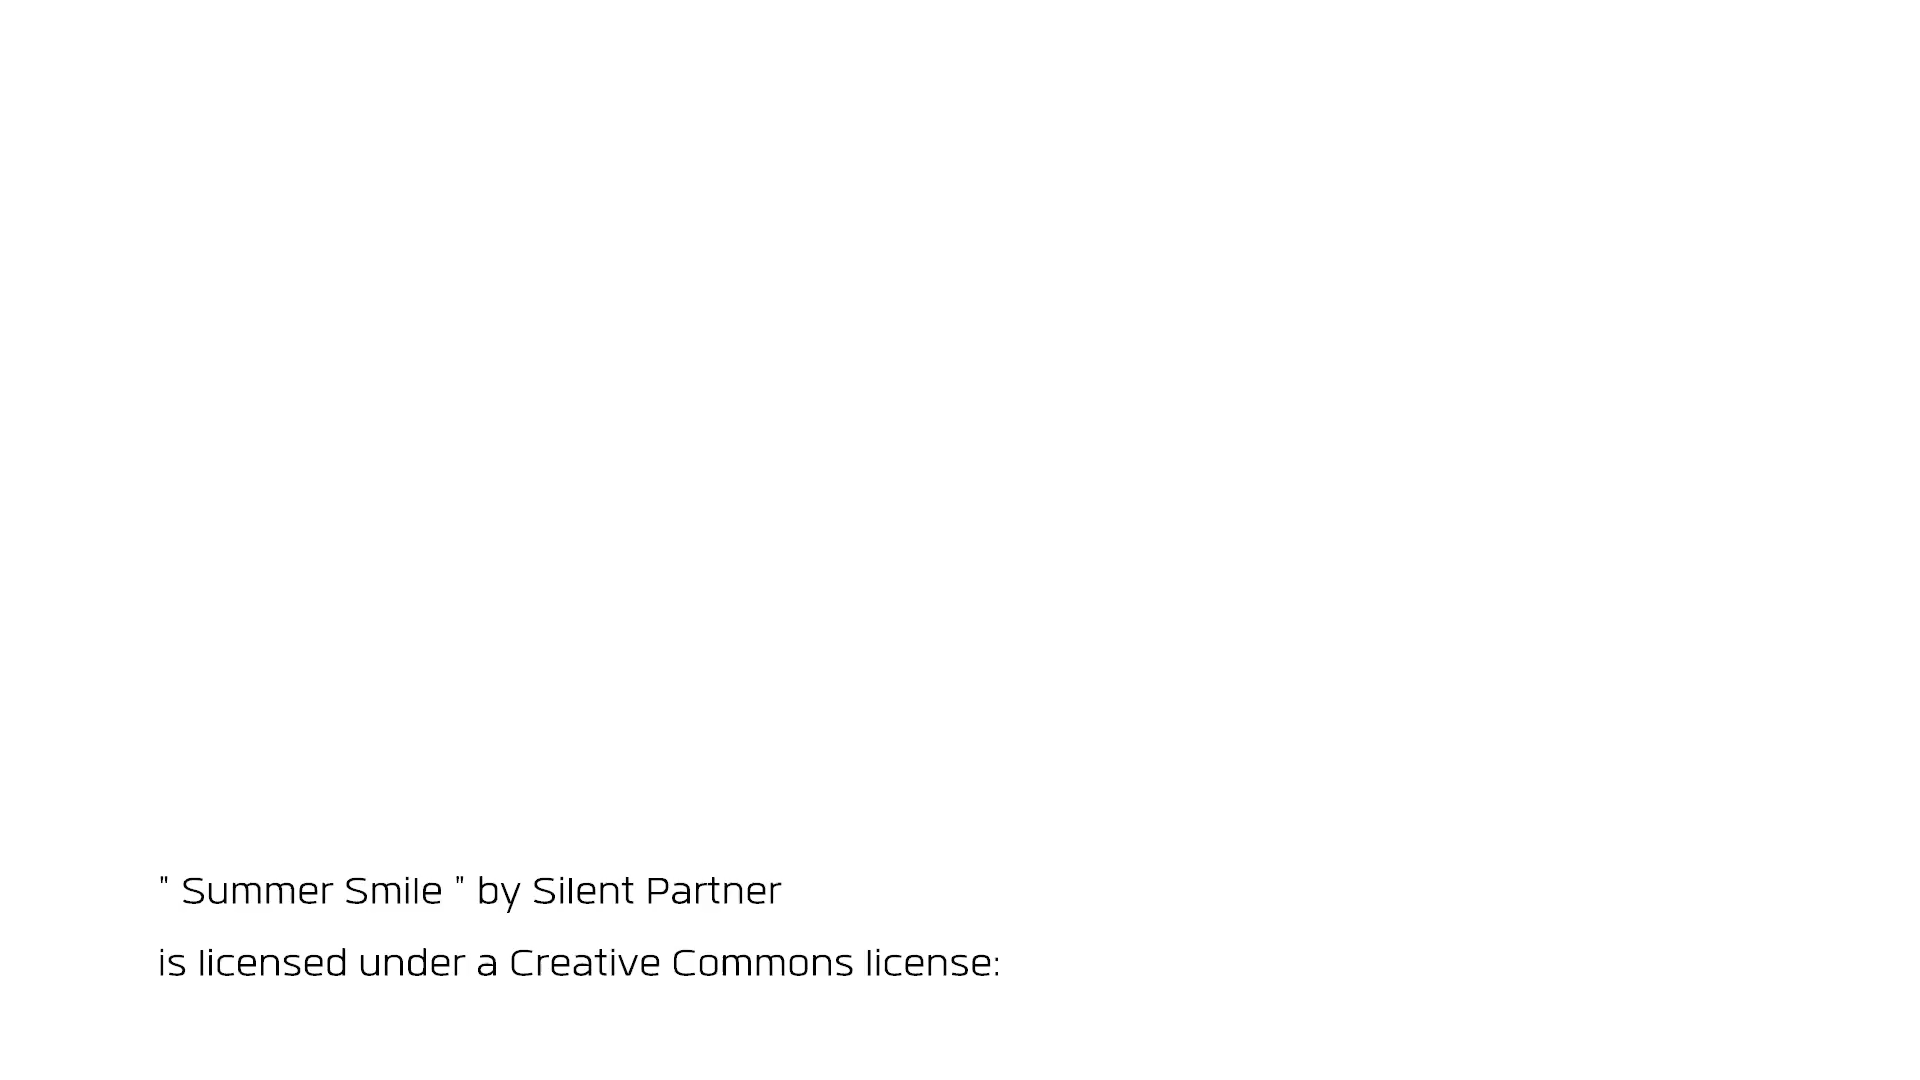 " Summer Smile " by Silent Partner
is licensed under a Creative Commons license: